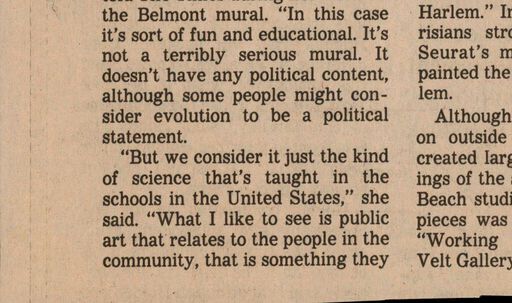 the Belmont mural. “In this case
it’s sort of fun and educational. It’s
not a terribly serious mural. It
doesn’t have any political content,
although some people might con-
sider evolution to be a political
statement.
“But we consider it just the kind
of science that’s taught in the
schools in the United States,” she
said. “What I like to see is public
art that relates to the people in the
community, that is something they
Harlem.” I
risians stro
Seurat’s m
painted the
lem.
Although
on outside
created larg
ings of the
Beach studi
pieces was
“Working
Velt Gallery